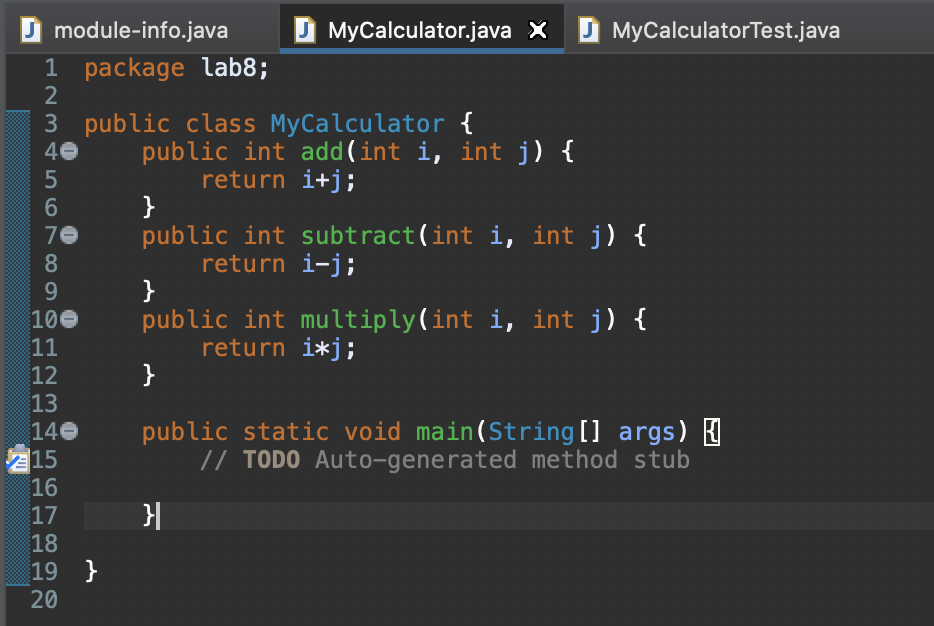 module-info.java MyCalculator.java MyCalculatorTest.java
1 package lab8;
2
3 public class MyCalculator {
4 public int add(int i, int j) {
5 return i+j;
6 }
7 public int subtract(int i, int j) {
8 return i-j;
9 }
10 public int multiply(int i, int j) {
11 return i*j;
12 }
13
14 public static void main(String[] args) {
15 // TODO Auto-generated method stub
16
17 }
18
19 }
20